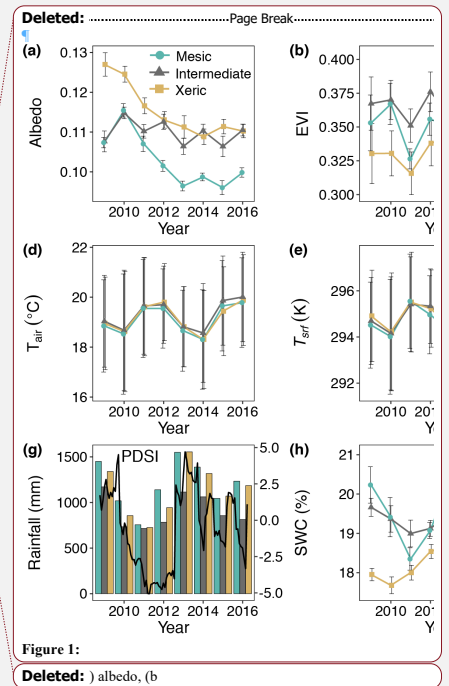 Deleted: Page Break
¶
(a) (b)
Mesic
Intermediate
Xeric
0.13
0.12
0.11
0.10
Albedo
2010 2012 2014 2016
Year
0.400
0.375
0.350
0.325
0.300
EVI
2010 201
Y
(d) (e)
22
20
18
16
Tair (°C)
2010 2012 2014 2016
Year
296
294
292
Tsrf (K)
2010 201
Y
(g) (h)
PDSI
1500
1000
500
0
Rainfall (mm)
5.0
2.5
0.0
-2.5
-5.0
2010 2012 2014 2016
Year
21
20
19
18
SWC (%)
2010 201
Y
Figure 1:
Deleted: ) albedo, (b